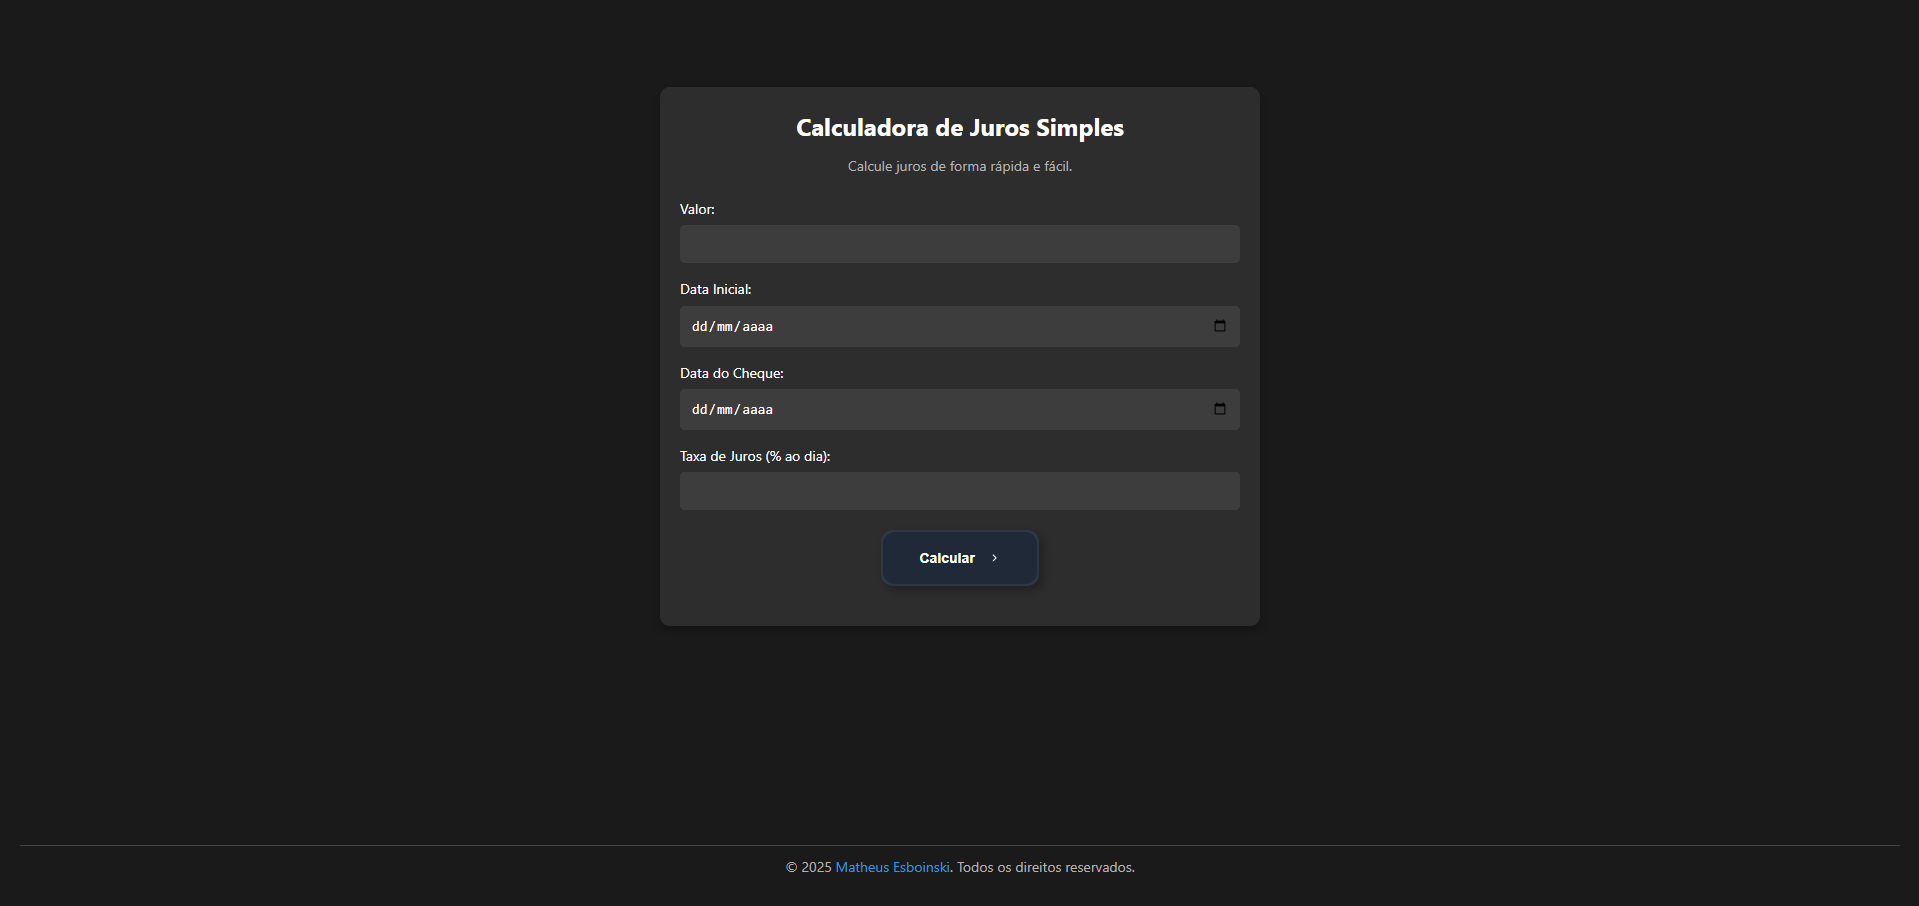 Calculadora de Juros Simples
Calcule juros de forma rápida e fácil.
Valor:
Data Inicial:
dd/mm/aaaa
Data do Cheque:
dd/mm/aaaa
Taxa de Juros (% ao dia):
Calcular
© 2025 Matheus Esboinski. Todos os direitos reservados.